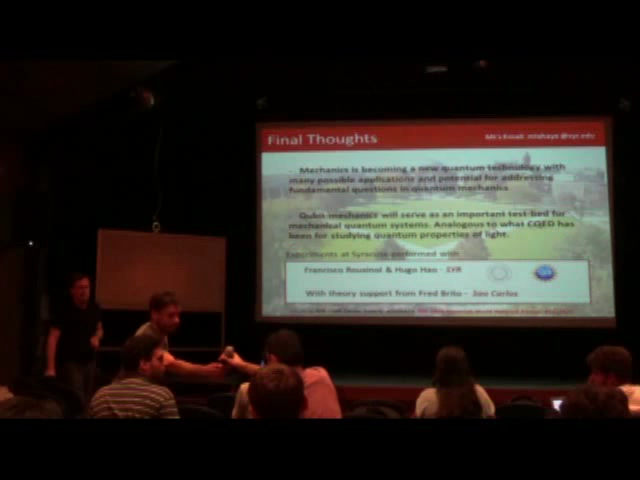 Final Thoughts
- Mechanics is becoming a new quantum technology with
many possible applications and potential for addressing
fundamental questions in quantum mechanics.
Qubit-mechanics will serve as an important test-bed for
mechanical quantum systems. Analogous to what CQED has
been for studying quantum properties of light.
Experiments at Syracuse performed with
Francisco Rouxinol & Hugo Hao - SYR
With theory support from Fred Brito - Sao Carlos